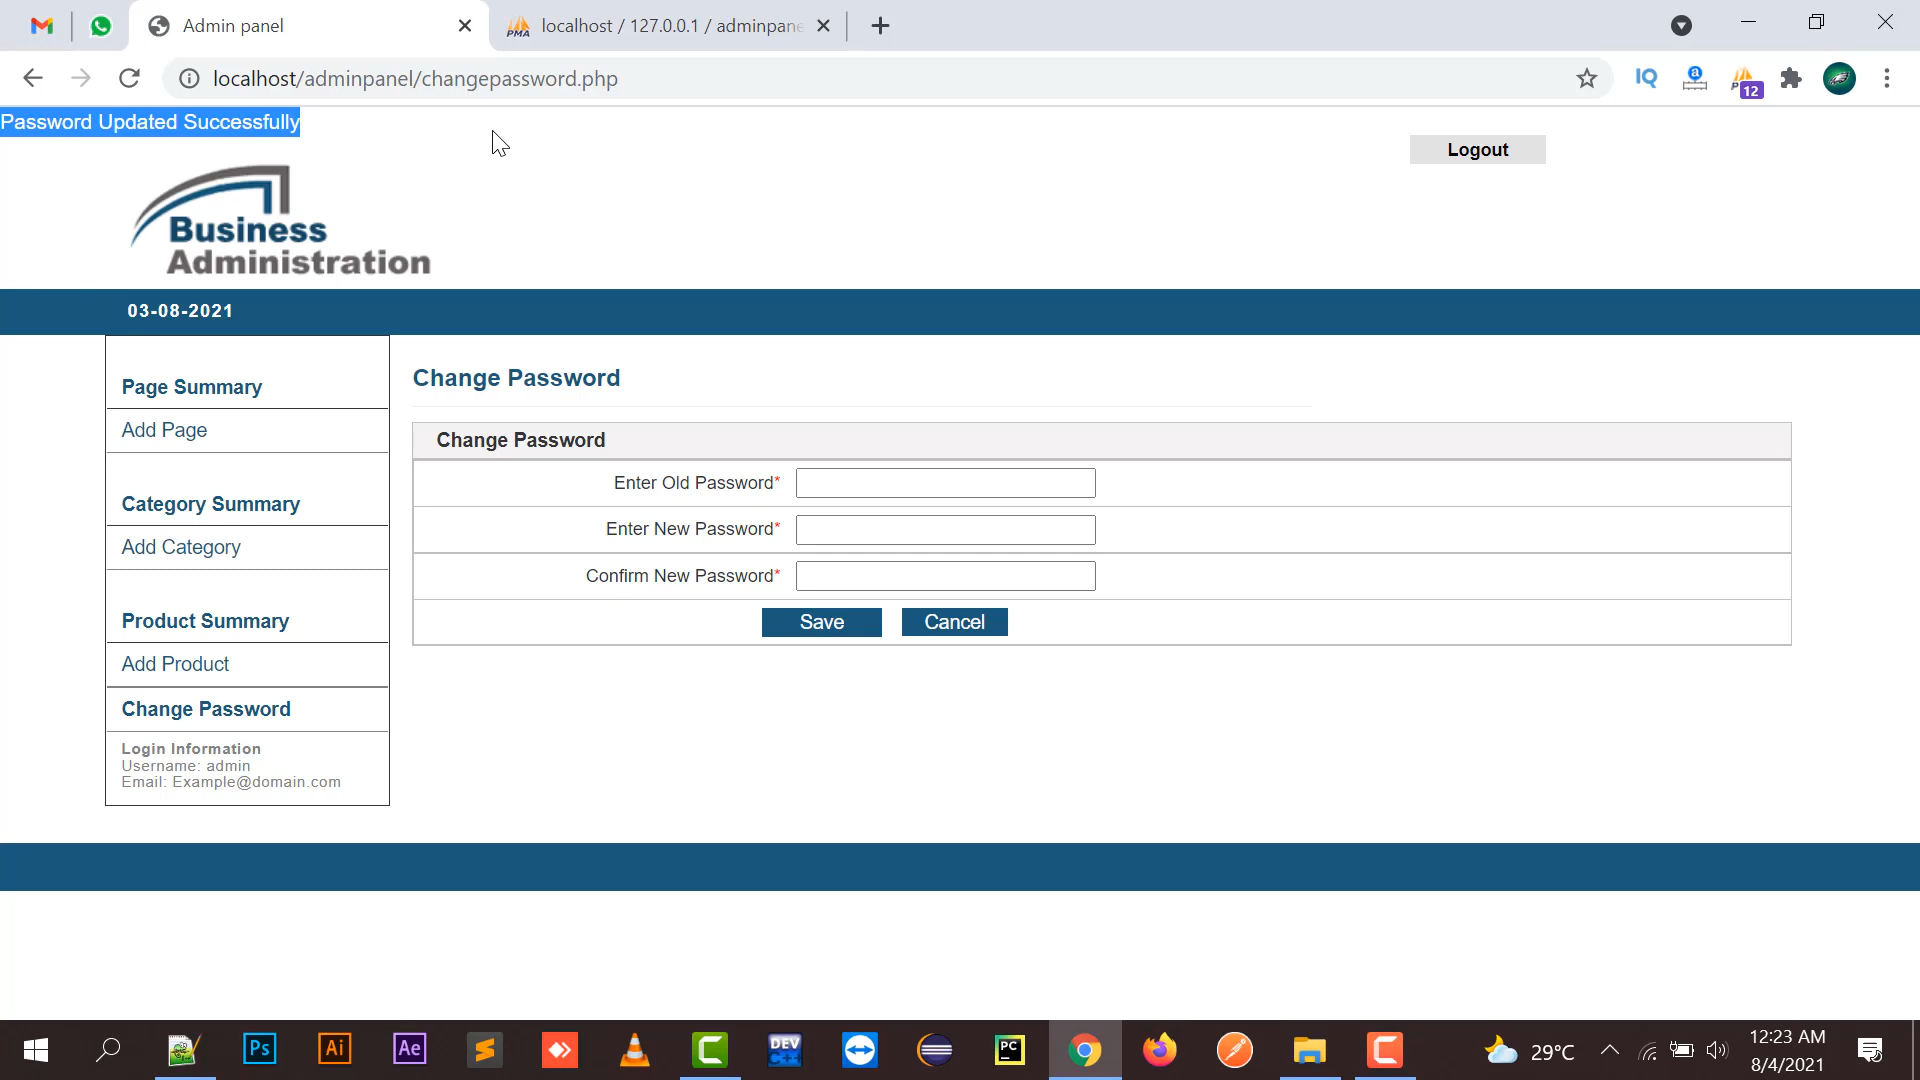 Admin panel
localhost / 127.0.0.1 / adminpane
localhost/adminpanel/changepassword.php
IQ
a
12
Password Updated Successfully
Logout
Business
Administration
03-08-2021
Page Summary
Add Page
Category Summary
Add Category
Product Summary
Add Product
Change Password
Login Information
Username: admin
Email: Example@domain.com
Change Password
Change Password
Enter Old Password*
Enter New Password*
Confirm New Password*
Save
Cancel
Ps
Ai
Ae
DEV
C++
PC
29°C
12:23 AM
8/4/2021